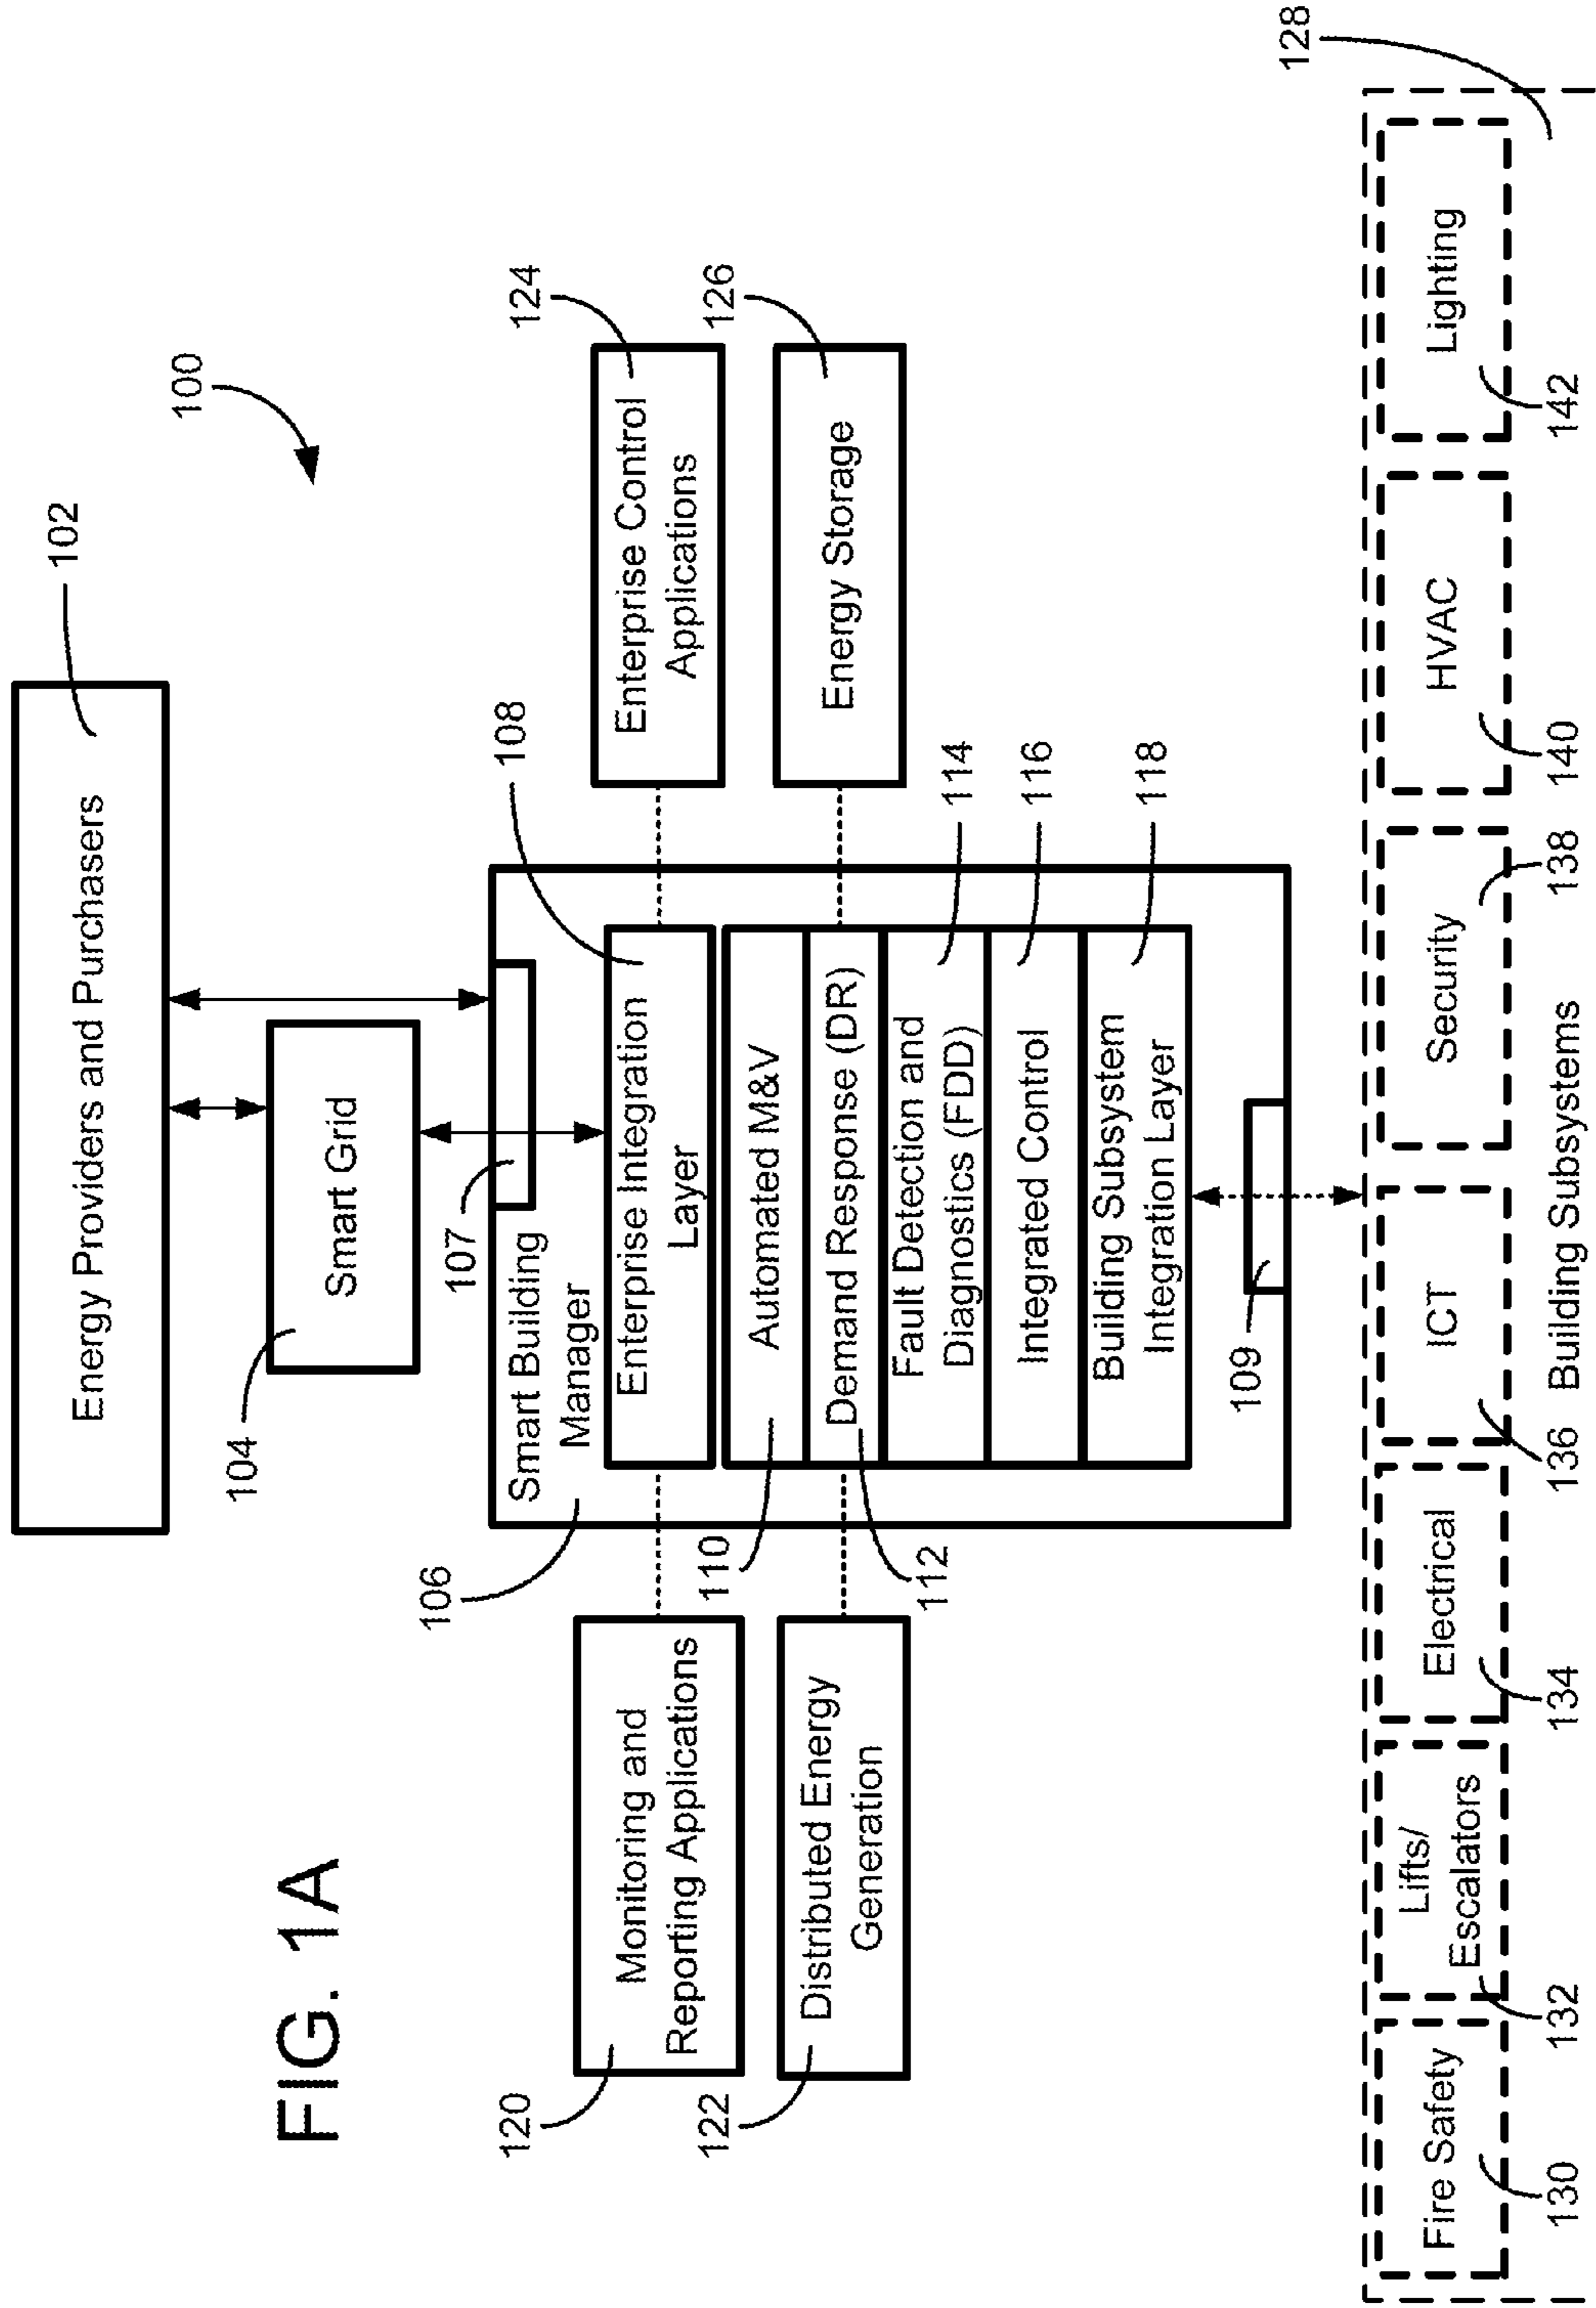 FIG. 1A
100
102
Energy Providers and Purchasers
104
Smart Grid
106
107
Smart Building
Manager
108
Enterprise Integration
Layer
110
Automated M&V
112
Demand Response (DR)
Fault Detection and
Diagnostics (FDD)
114
Integrated Control
116
Building Subsystem
Integration Layer
118
109
120
Monitoring and
Reporting Applications
122
Distributed Energy
Generation
124
Enterprise Control
Applications
126
Energy Storage
128
Fire Safety
130
Lifts/
Escalators
132
Electrical
134
ICT
136
Security
138
HVAC
140
Lighting
142
Building Subsystems